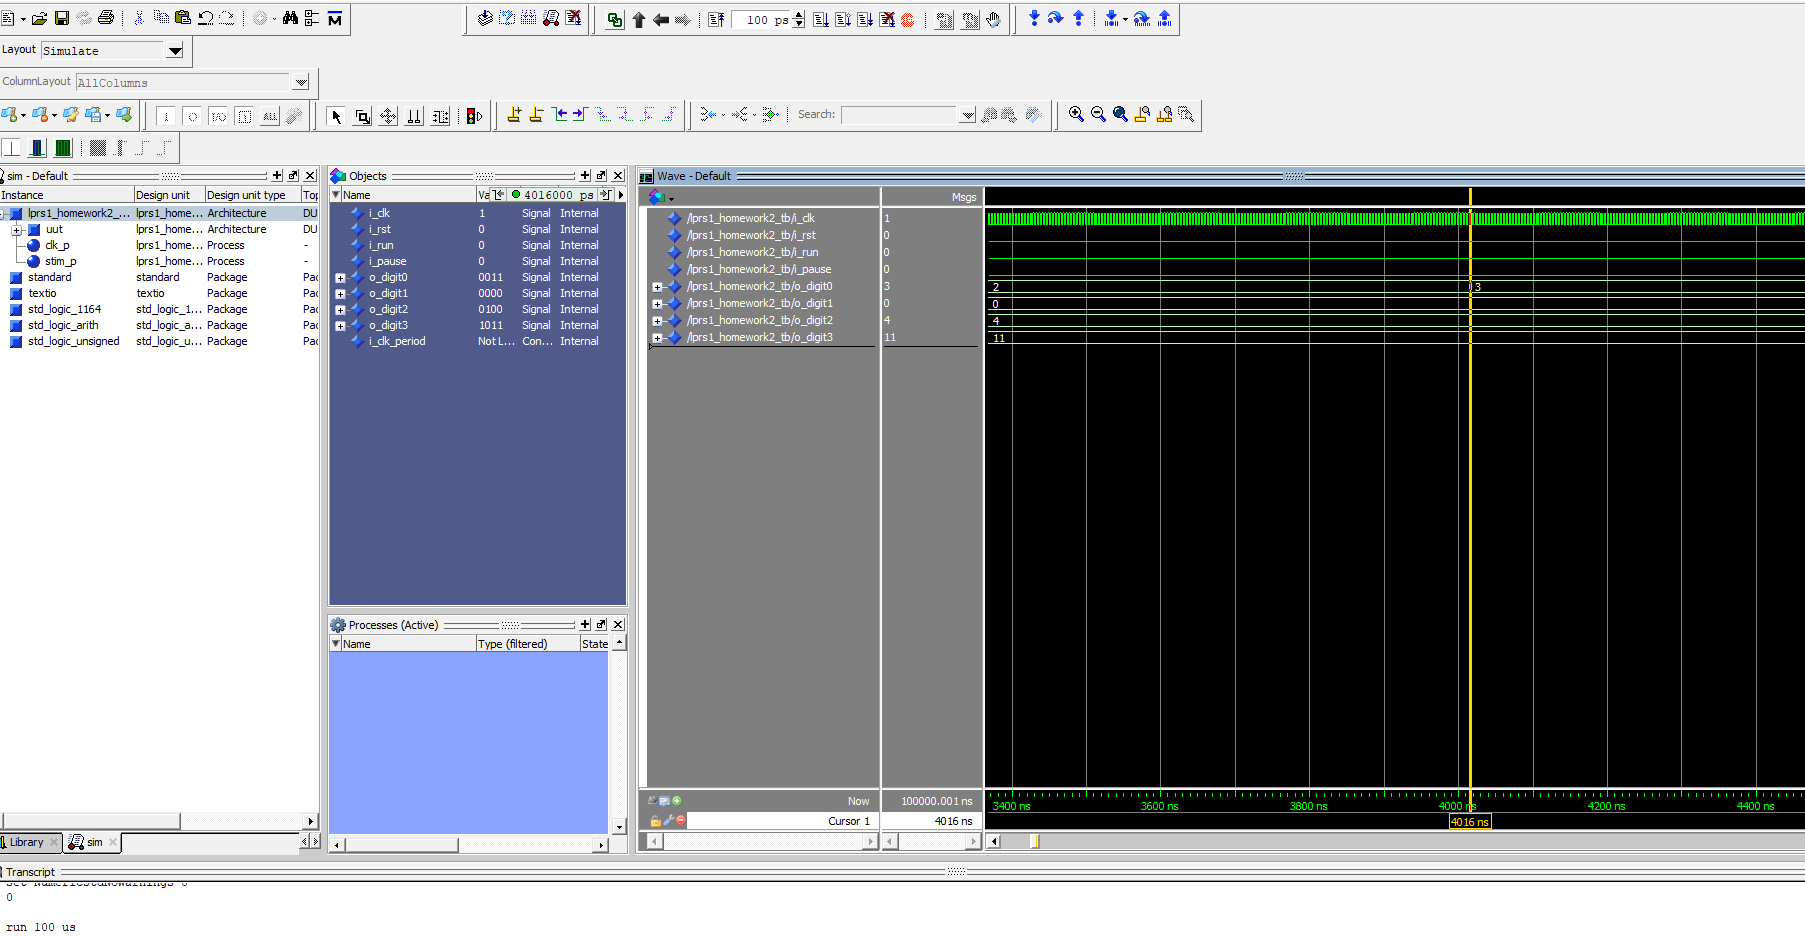 100 ps
Layout Simulate
ColumnLayout AllColumns
ALL
Search:
sim - Default
Instance Design unit Design unit type Top
lprs1_homework2_... lprs1_home... Architecture DU
uut lprs1_home... Architecture DU
clk_p lprs1_home... Process -
stim_p lprs1_home... Process -
standard standard Package
textio textio Package
std_logic_1164 std_logic_1... Package
std_logic_arith std_logic_a... Package
std_logic_unsigned std_logic_u... Package
Library sim
Objects
Name Va 4016000 ps
i_clk 1 Signal Internal
i_rst 0 Signal Internal
i_run 0 Signal Internal
i_pause 0 Signal Internal
o_digit0 0011 Signal Internal
o_digit1 0000 Signal Internal
o_digit2 0100 Signal Internal
o_digit3 1011 Signal Internal
i_clk_period Not L... Con... Internal
Processes (Active)
Name Type (filtered) State
Wave - Default
Msgs
/lprs1_homework2_tb/i_clk 1
/lprs1_homework2_tb/i_rst 0
/lprs1_homework2_tb/i_run 0
/lprs1_homework2_tb/i_pause 0
/lprs1_homework2_tb/o_digit0 3 2 3
/lprs1_homework2_tb/o_digit1 0 0
/lprs1_homework2_tb/o_digit2 4 4
/lprs1_homework2_tb/o_digit3 11 11
Now 100000.001 ns 3400 ns 3600 ns 3800 ns 4000 ns 4200 ns 4400 ns
Cursor 1 4016 ns 4016 ns
Transcript
0
run 100 us